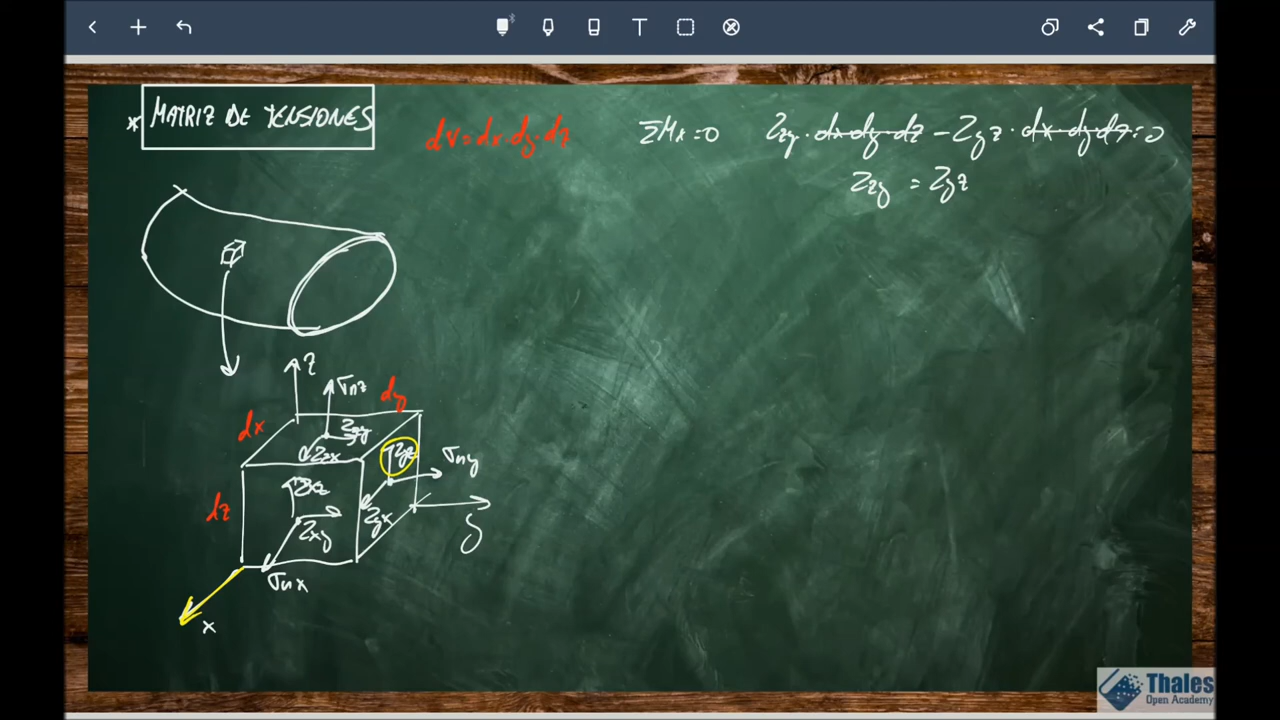 * MATRIZ DE TENSIONES
dV = dx·dy·dz
ΣMx=0
τzy · dx·dy·dz - τyz · dx·dy·dz = 0
τzy = τyz
z
σnz
dy
dx
τzy
τzx
τyz
σny
dz
τxz
τxy
τyx
y
σnx
x
Thales
Open Academy